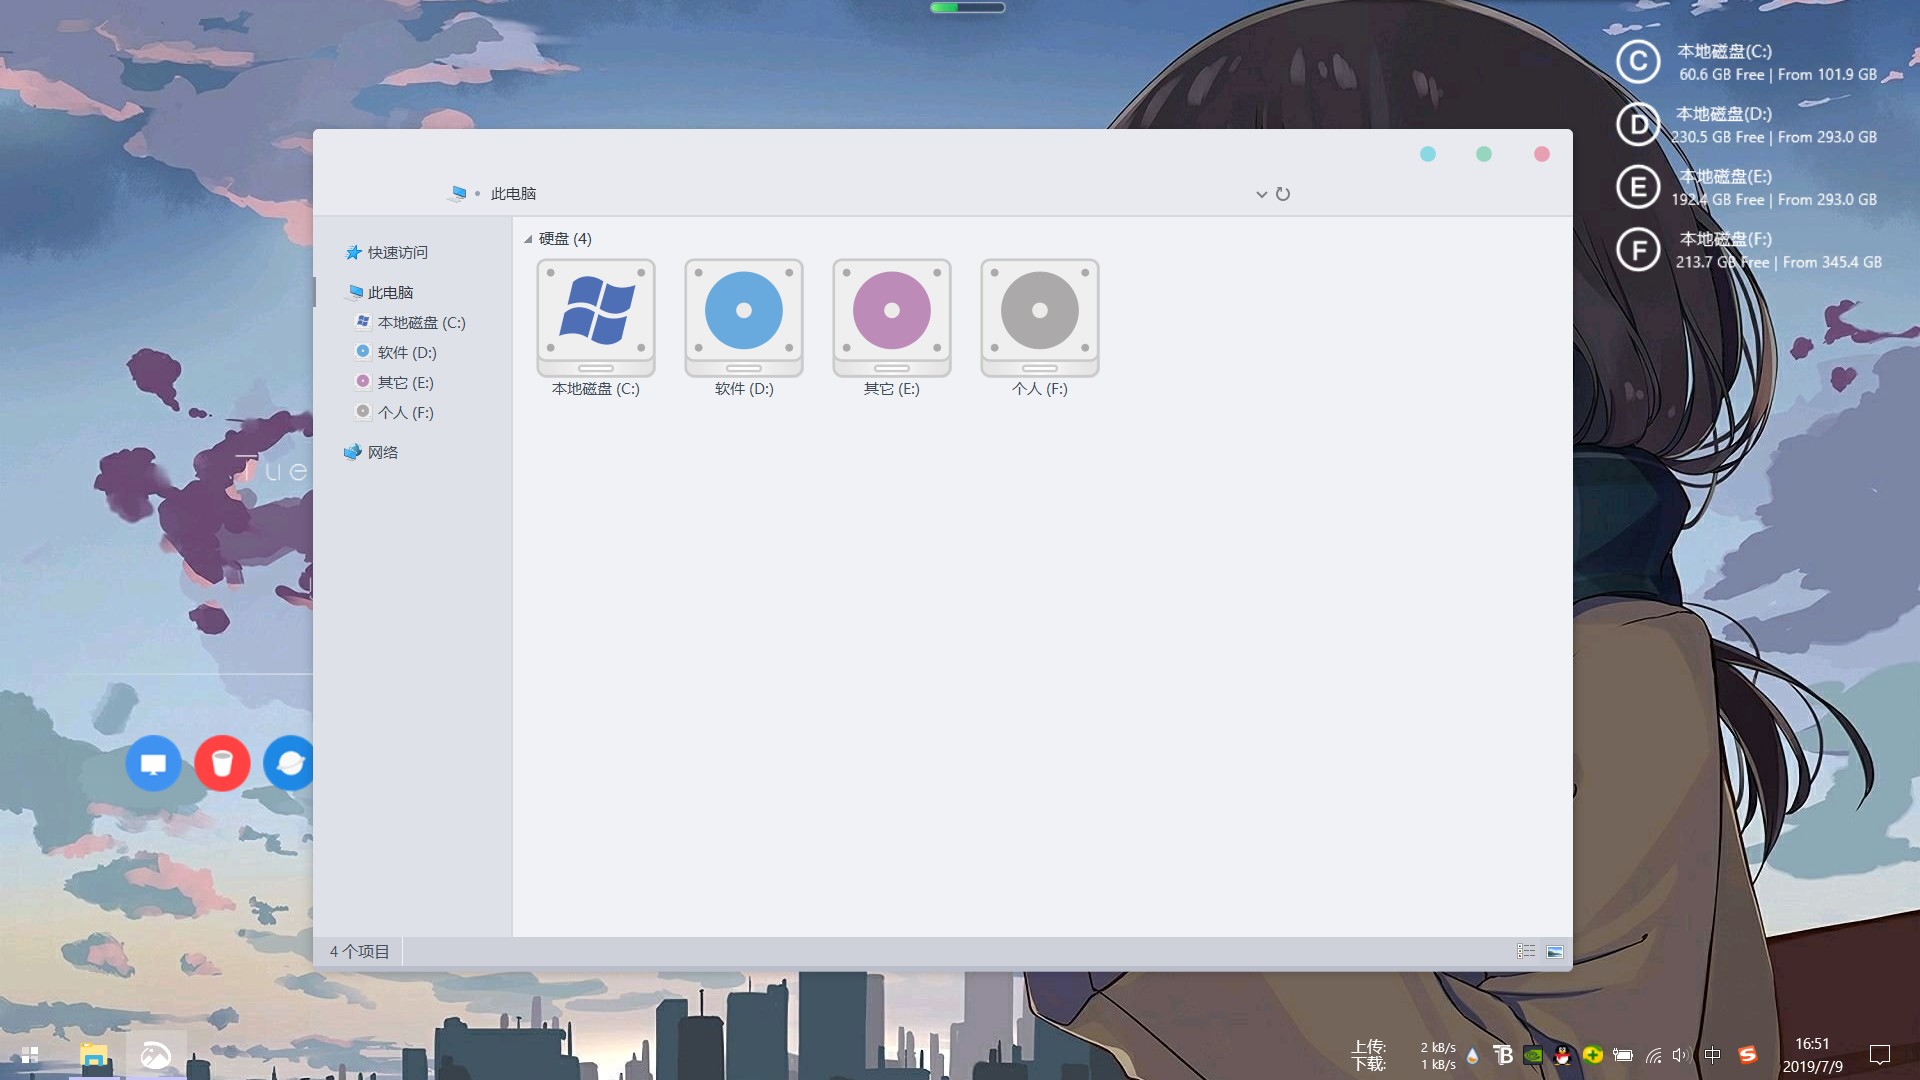 C 本地磁盘(C:)
60.6 GB Free | From 101.9 GB
D 本地磁盘(D:)
230.5 GB Free | From 293.0 GB
E 本地磁盘(E:)
192.4 GB Free | From 293.0 GB
F 本地磁盘(F:)
213.7 GB Free | From 345.4 GB
此电脑
快速访问
此电脑
本地磁盘 (C:)
软件 (D:)
其它 (E:)
个人 (F:)
网络
硬盘 (4)
本地磁盘 (C:)
软件 (D:)
其它 (E:)
个人 (F:)
Tue
4 个项目
上传: 2 kB/s
下载: 1 kB/s
TB
中
S
16:51
2019/7/9